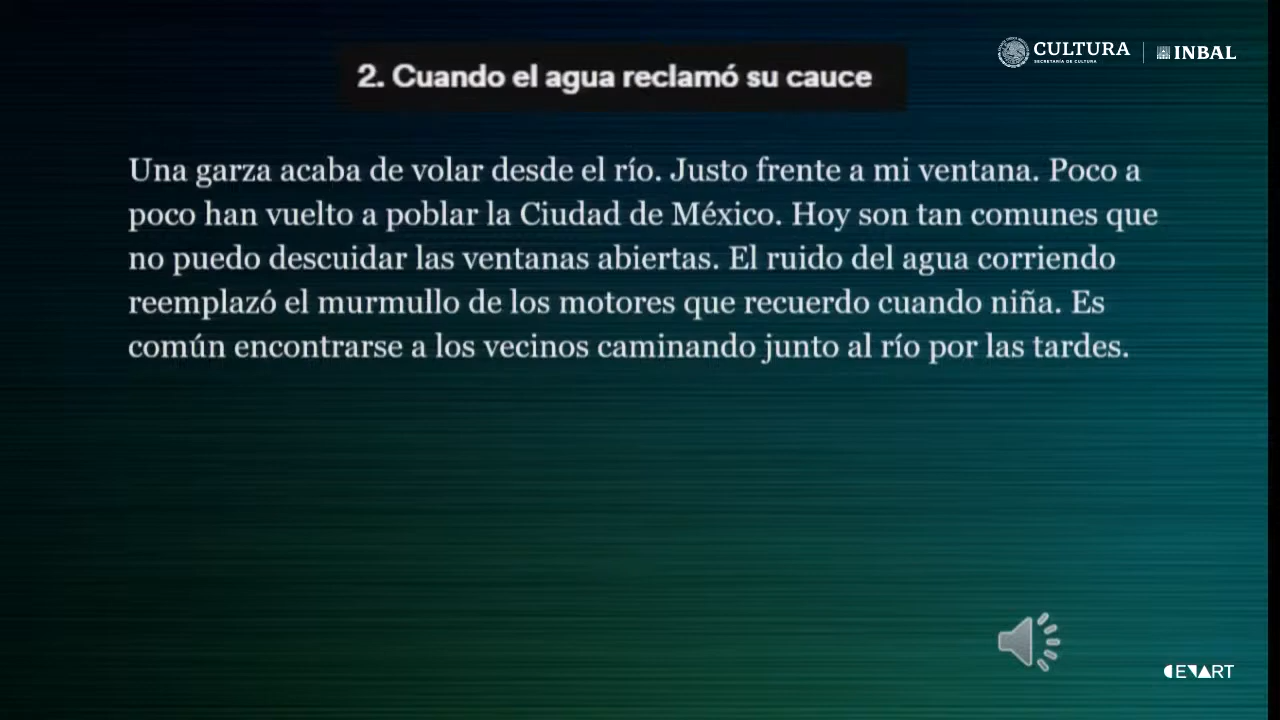 CULTURA
SECRETARÍA DE CULTURA
INBAL
2. Cuando el agua reclamó su cauce
Una garza acaba de volar desde el río. Justo frente a mi ventana. Poco a
poco han vuelto a poblar la Ciudad de México. Hoy son tan comunes que
no puedo descuidar las ventanas abiertas. El ruido del agua corriendo
reemplazó el murmullo de los motores que recuerdo cuando niña. Es
común encontrarse a los vecinos caminando junto al río por las tardes.
CENART